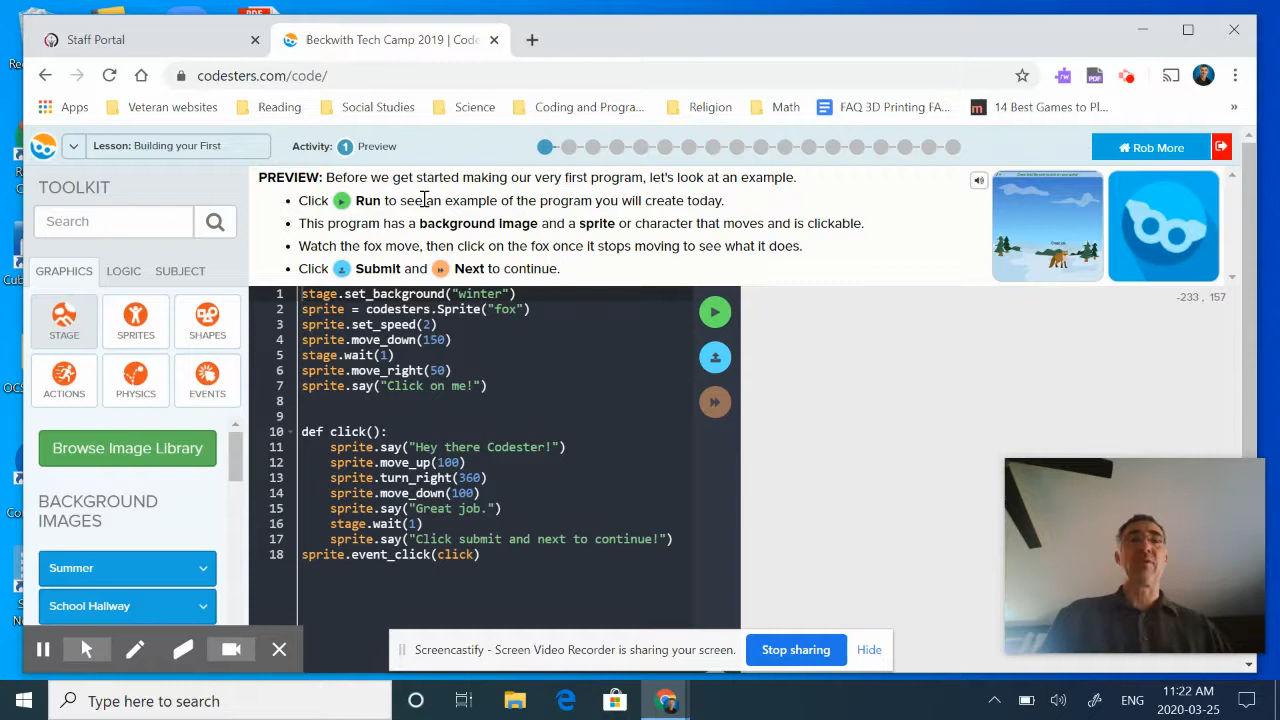 PDF
Staff Portal
Beckwith Tech Camp 2019 | Code
codesters.com/code/
Apps
Veteran websites
Reading
Social Studies
Science
Coding and Progra...
Religion
Math
FAQ 3D Printing FA...
14 Best Games to Pl...
Lesson: Building your First
Activity: 1 Preview
Rob More
TOOLKIT
Search
GRAPHICS LOGIC SUBJECT
STAGE SPRITES SHAPES
ACTIONS PHYSICS EVENTS
Browse Image Library
BACKGROUND
IMAGES
Summer
School Hallway
PREVIEW: Before we get started making our very first program, let's look at an example.
Click Run to see an example of the program you will create today.
This program has a background image and a sprite or character that moves and is clickable.
Watch the fox move, then click on the fox once it stops moving to see what it does.
Click Submit and Next to continue.
1 stage.set_background("winter")
2 sprite = codesters.Sprite("fox")
3 sprite.set_speed(2)
4 sprite.move_down(150)
5 stage.wait(1)
6 sprite.move_right(50)
7 sprite.say("Click on me!")
8
9
10 def click():
11 sprite.say("Hey there Codester!")
12 sprite.move_up(100)
13 sprite.turn_right(360)
14 sprite.move_down(100)
15 sprite.say("Great job.")
16 stage.wait(1)
17 sprite.say("Click submit and next to continue!")
18 sprite.event_click(click)
-233 , 157
Screencastify - Screen Video Recorder is sharing your screen.
Stop sharing
Hide
Type here to search
ENG
11:22 AM
2020-03-25